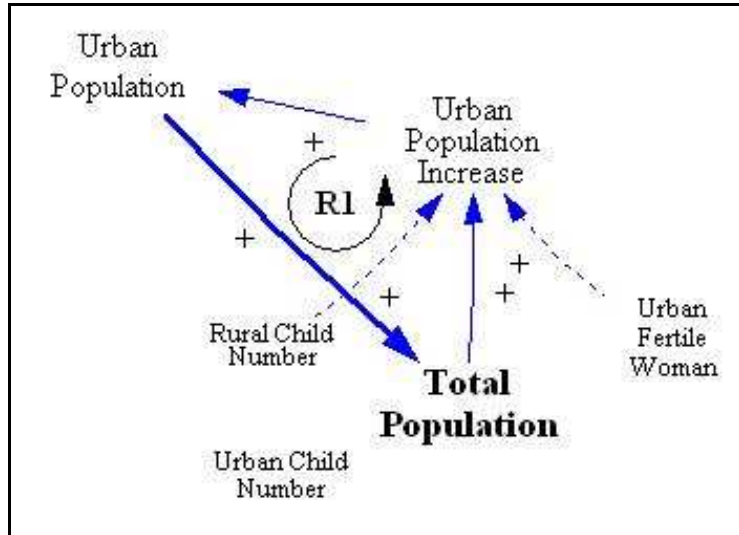 Urban
Population
Urban
Population
Increase
+
R1
+
+
+
+
Rural Child
Number
Urban
Fertile
Woman
Total
Population
Urban Child
Number